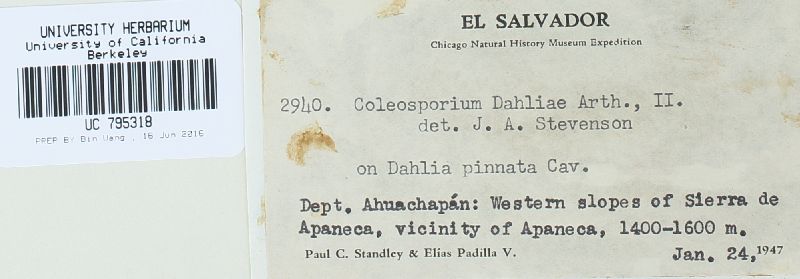 UNIVERSITY HERBARIUM
University of California
Berkeley
UC 795318
PREP BY Bin Wang , 16 Jun 2016
EL SALVADOR
Chicago Natural History Museum Expedition
2940. Coleosporium Dahliae Arth., II.
det. J. A. Stevenson
on Dahlia pinnata Cav.
Dept. Ahuachapán: Western slopes of Sierra de
Apaneca, vicinity of Apaneca, 1400-1600 m.
Paul C. Standley & Elias Padilla V. Jan. 24, 1947